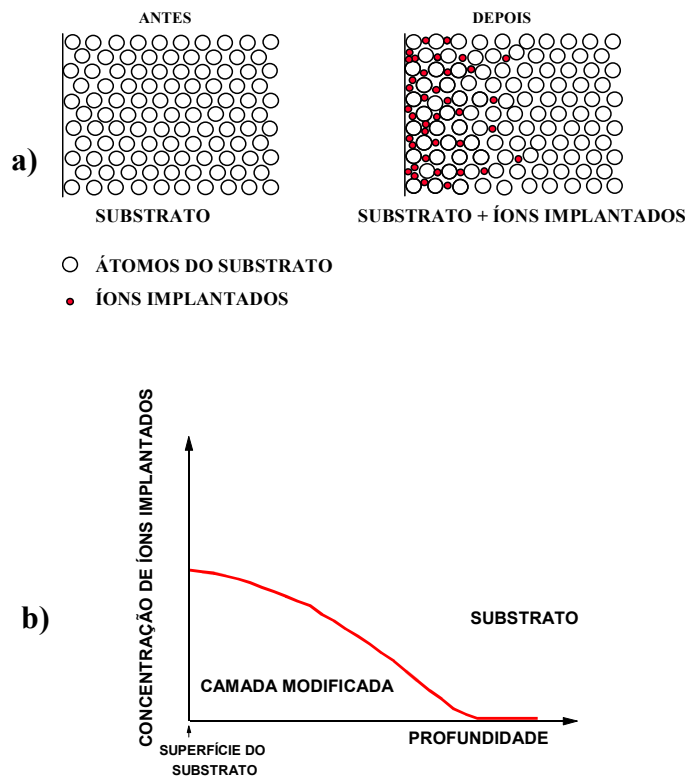 ANTES
DEPOIS
a)
SUBSTRATO
SUBSTRATO + ÍONS IMPLANTADOS
ÁTOMOS DO SUBSTRATO
ÍONS IMPLANTADOS
b)
CONCENTRAÇÃO DE ÍONS IMPLANTADOS
SUBSTRATO
CAMADA MODIFICADA
PROFUNDIDADE
SUPERFÍCIE DO
SUBSTRATO